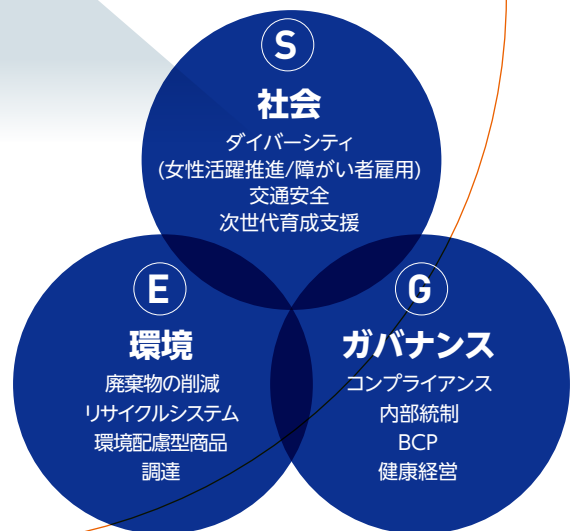 S
社会
ダイバーシティ
(女性活躍推進/障がい者雇用)
交通安全
次世代育成支援
E
環境
廃棄物の削減
リサイクルシステム
環境配慮型商品
調達
G
ガバナンス
コンプライアンス
内部統制
BCP
健康経営